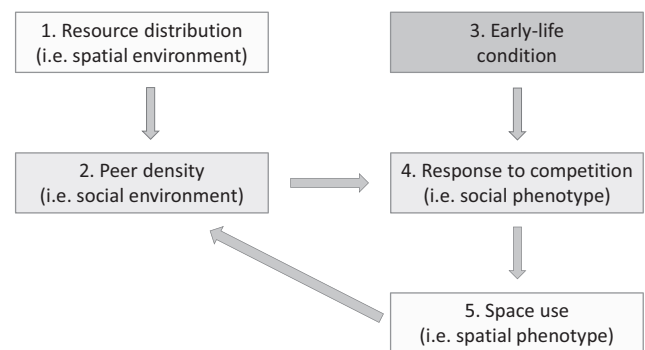 1. Resource distribution
(i.e. spatial environment)
3. Early-life
condition
2. Peer density
(i.e. social environment)
4. Response to competition
(i.e. social phenotype)
5. Space use
(i.e. spatial phenotype)